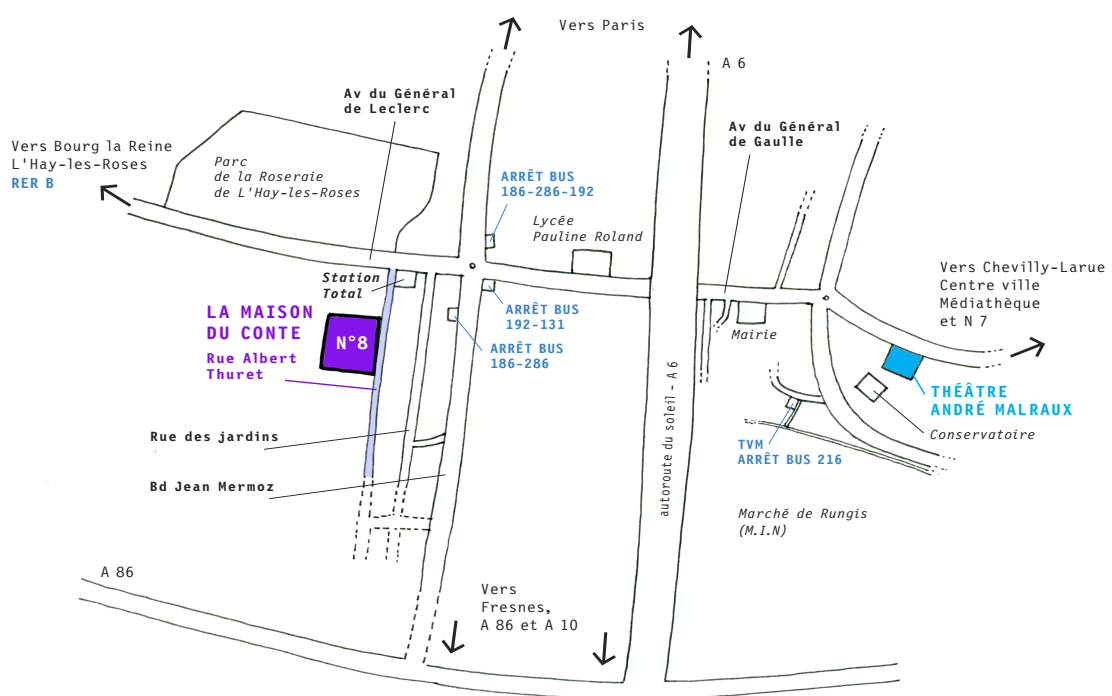 Vers Paris
A 6
Av du Général
de Leclerc
Av du Général
de Gaulle
Vers Bourg la Reine
L'Hay-les-Roses
RER B
Parc
de la Roseraie
de L'Hay-les-Roses
ARRÊT BUS
186-286-192
Lycée
Pauline Roland
Station
Total
Vers Chevilly-Larue
Centre ville
Médiathèque
et N 7
LA MAISON
DU CONTE
N°8
Rue Albert
Thuret
ARRÊT BUS
192-131
ARRÊT BUS
186-286
Mairie
autoroute du soleil - A 6
THÉÂTRE
ANDRÉ MALRAUX
Conservatoire
Rue des jardins
TVM
ARRÊT BUS 216
Bd Jean Mermoz
Marché de Rungis
(M.I.N)
A 86
Vers
Fresnes,
A 86 et A 10